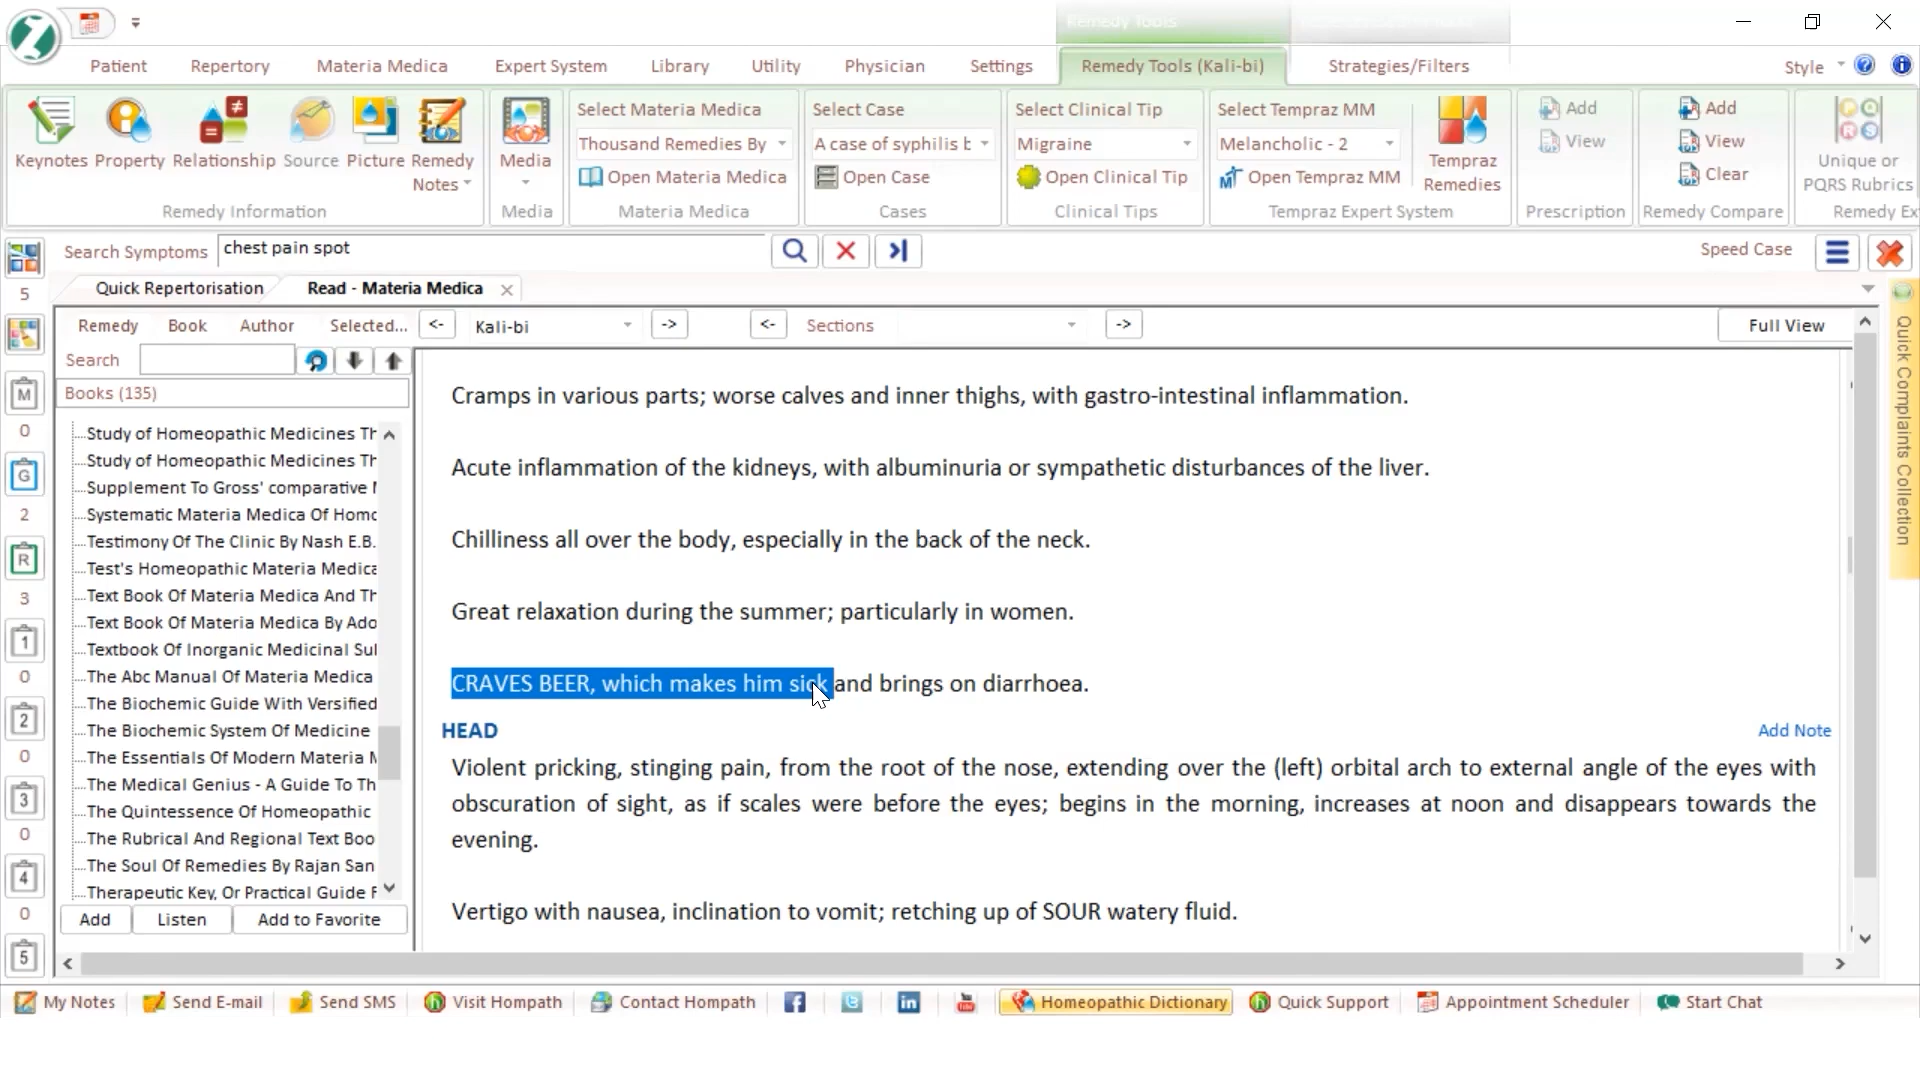 Remedy Tools
Patient Repertory Materia Medica Expert System Library Utility Physician Settings Remedy Tools (Kali-bi) Strategies/Filters Style
Keynotes Property Relationship Source Picture Remedy Notes
Remedy Information
Media
Media
Select Materia Medica
Thousand Remedies By
Open Materia Medica
Materia Medica
Select Case
A case of syphilis b
Open Case
Cases
Select Clinical Tip
Migraine
Open Clinical Tip
Clinical Tips
Select Tempraz MM
Melancholic - 2
Open Tempraz MM
Tempraz Remedies
Tempraz Expert System
Add
View
Prescription
Add
View
Clear
Remedy Compare
Unique or
PQRS Rubrics
Remedy Ex
Search Symptoms chest pain spot Speed Case
Quick Repertorisation Read - Materia Medica
Remedy Book Author Selected... <- Kali-bi -> <- Sections -> Full View
Search
Books (135)
Study of Homeopathic Medicines Th
Study of Homeopathic Medicines Th
Supplement To Gross' comparative
Systematic Materia Medica Of Homo
Testimony Of The Clinic By Nash E.B.
Test's Homeopathic Materia Medica
Text Book Of Materia Medica And Th
Text Book Of Materia Medica By Ado
Textbook Of Inorganic Medicinal Sul
The Abc Manual Of Materia Medica
The Biochemic Guide With Versified
The Biochemic System Of Medicine
The Essentials Of Modern Materia M
The Medical Genius - A Guide To Th
The Quintessence Of Homeopathic
The Rubrical And Regional Text Boo
The Soul Of Remedies By Rajan San
Therapeutic Key, Or Practical Guide F
Add Listen Add to Favorite
5
M
0
G
2
R
3
1
0
2
0
3
0
4
0
5
Cramps in various parts; worse calves and inner thighs, with gastro-intestinal inflammation.
Acute inflammation of the kidneys, with albuminuria or sympathetic disturbances of the liver.
Chilliness all over the body, especially in the back of the neck.
Great relaxation during the summer; particularly in women.
CRAVES BEER, which makes him sick and brings on diarrhoea.
HEAD Add Note
Violent pricking, stinging pain, from the root of the nose, extending over the (left) orbital arch to external angle of the eyes with
obscuration of sight, as if scales were before the eyes; begins in the morning, increases at noon and disappears towards the
evening.
Vertigo with nausea, inclination to vomit; retching up of SOUR watery fluid.
Quick Complaints Collection
My Notes Send E-mail Send SMS Visit Hompath Contact Hompath Homeopathic Dictionary Quick Support Appointment Scheduler Start Chat